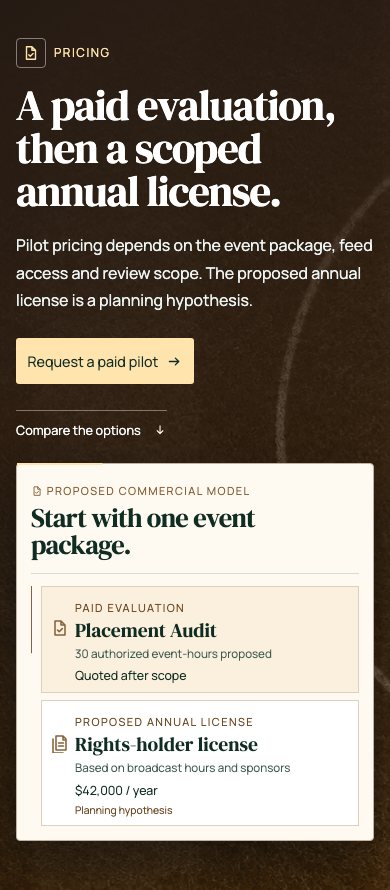 PRICING
A paid evaluation,
then a scoped
annual license.
Pilot pricing depends on the event package, feed
access and review scope. The proposed annual
license is a planning hypothesis.
Request a paid pilot →
Compare the options ↓
PROPOSED COMMERCIAL MODEL
Start with one event
package.
PAID EVALUATION
Placement Audit
30 authorized event-hours proposed
Quoted after scope
PROPOSED ANNUAL LICENSE
Rights-holder license
Based on broadcast hours and sponsors
$42,000 / year
Planning hypothesis